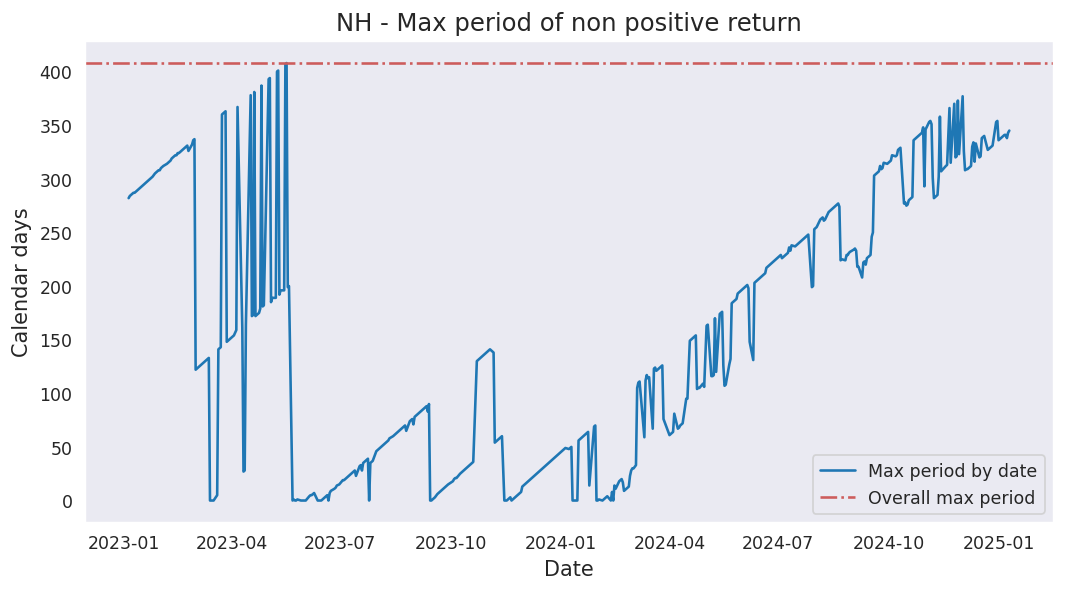 NH - Max period of non positive return
Calendar days
400
350
300
250
200
150
100
50
0
2023-01 2023-04 2023-07 2023-10 2024-01 2024-04 2024-07 2024-10 2025-01
Date
Max period by date
Overall max period